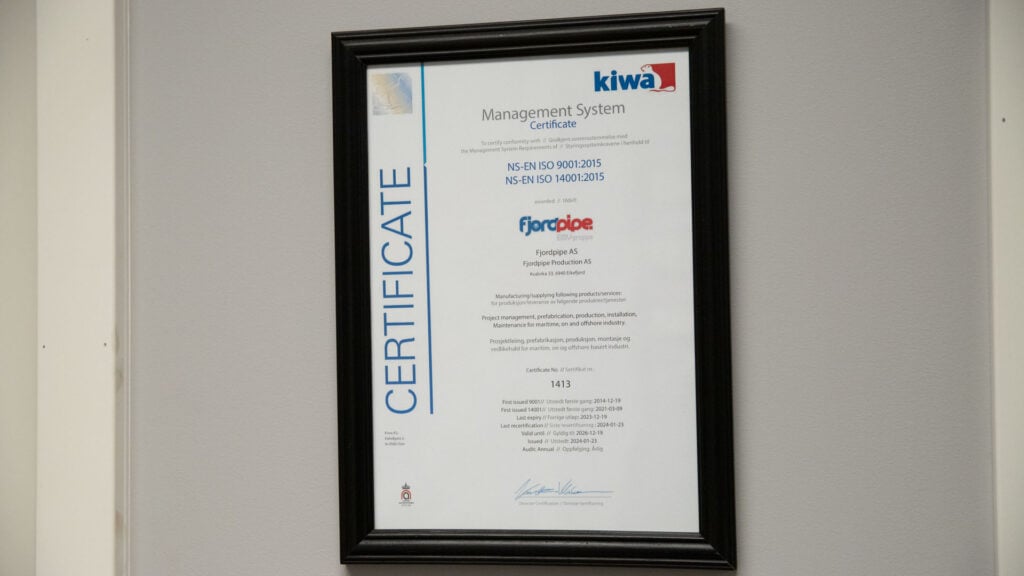 kiwa
Management System
Certificate
To certify conformity with // Godkjens overensstemmelse med
the Management System Requirements of // Styringssystemkravene i henhold til
NS-EN ISO 9001:2015
NS-EN ISO 14001:2015
awarded // tildelt
fjordpipe
Fjordpipe AS
Fjordpipe Production AS
6940 Eikefjord
CERTIFICATE
Manufacturing/supplying following products/services:
for produksjon/leveranse av følgende produkter/tjenester
Project management, prefabrication, production, installation,
Maintenance for maritime, on and offshore industry.
Prosjektleiing, prefabrikasjon, produksjon, montasje og
vedlikehold for maritim, on og offshore basert industri.
Certificate No. // Sertifikat nr.
1413
First issued 9001// Utstedt første gang: 2014-12-19
First issued 14001// Utstedt første gang: 2021-03-09
Last expiry // Forrige utløp: 2023-12-19
Last recertification // Siste resertifisering : 2024-01-23
Valid until // Gyldig til: 2026-12-19
Issued // Utstedt: 2024-01-23
Audit: Annual // Oppfølging: Årlig